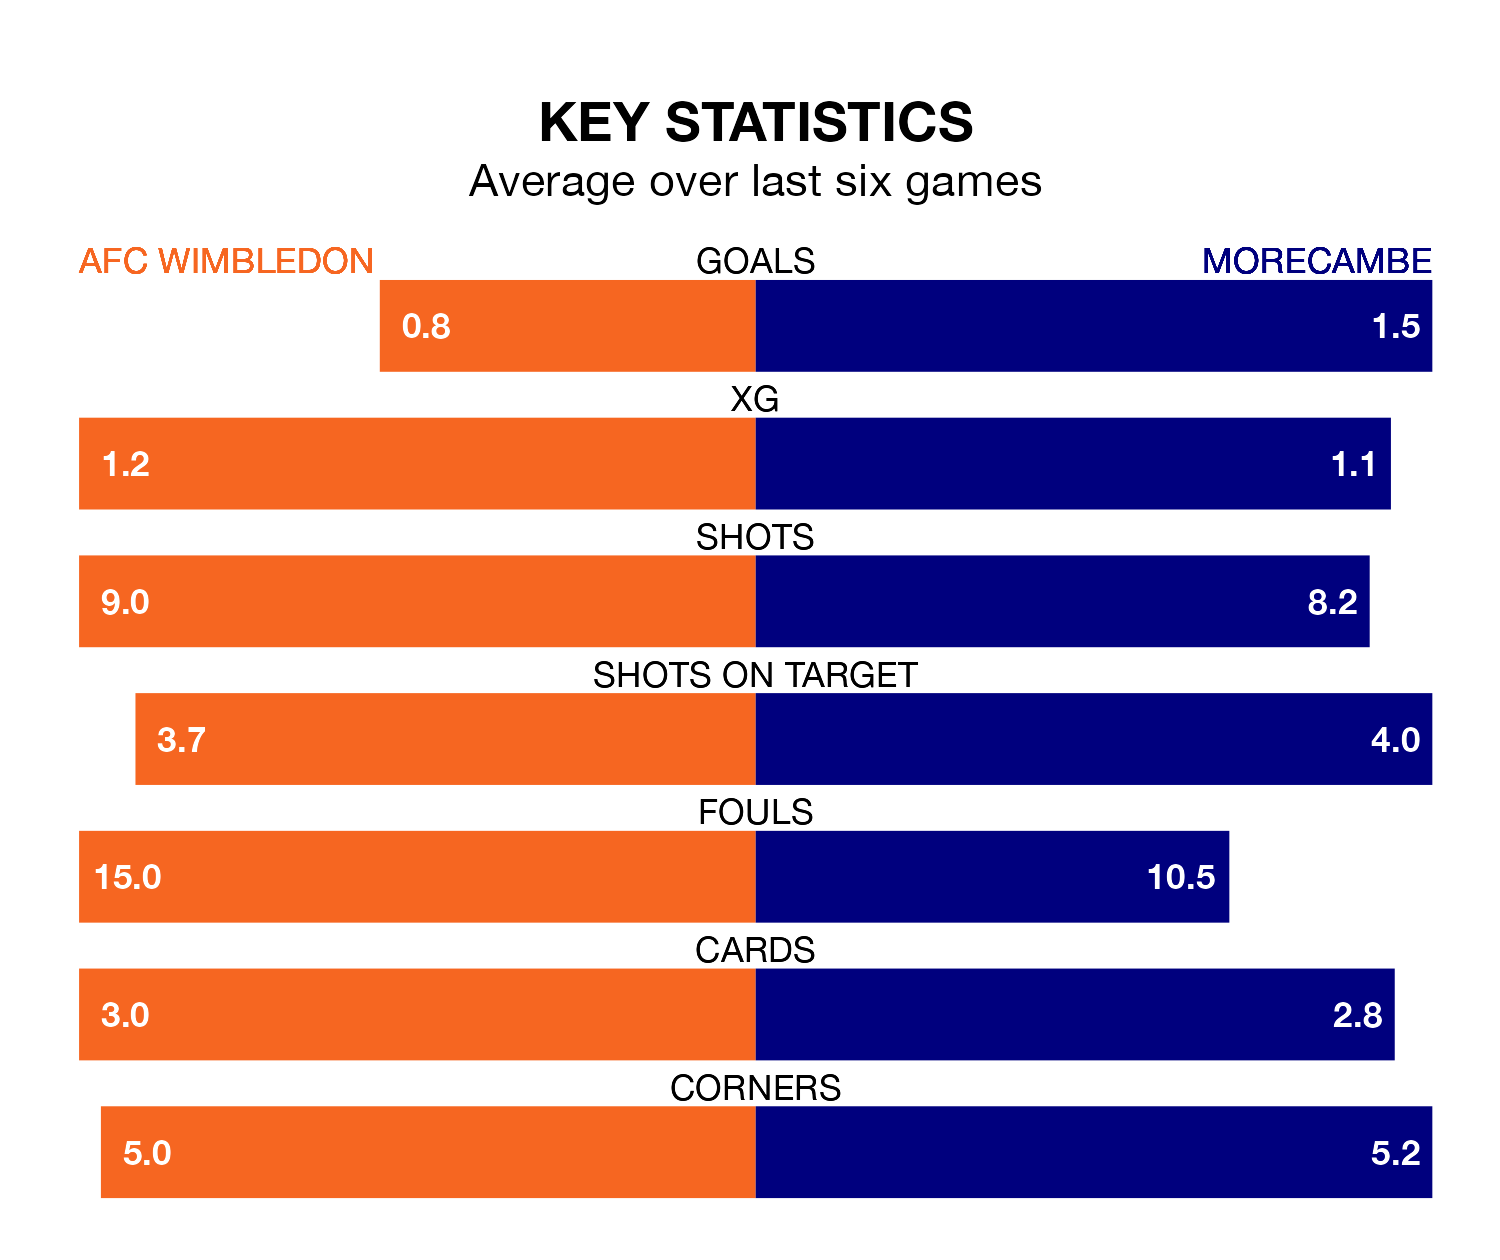 KEY STATISTICS
Average over last six games
AFC WIMBLEDON GOALS MORECAMBE
0.8 1.5
XG
1.2 1.1
SHOTS
9.0 8.2
SHOTS ON TARGET
3.7 4.0
FOULS
15.0 10.5
CARDS
3.0 2.8
CORNERS
5.0 5.2